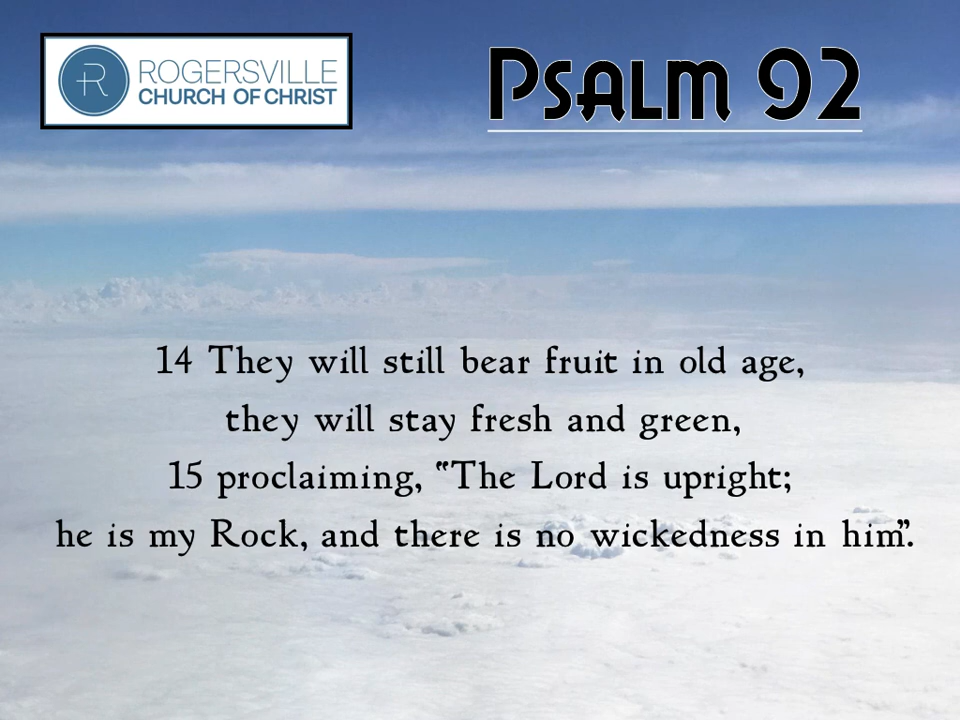 R
ROGERSVILLE
CHURCH OF CHRIST
PSALM 92
14 They will still bear fruit in old age,
they will stay fresh and green,
15 proclaiming, “The Lord is upright;
he is my Rock, and there is no wickedness in him”.